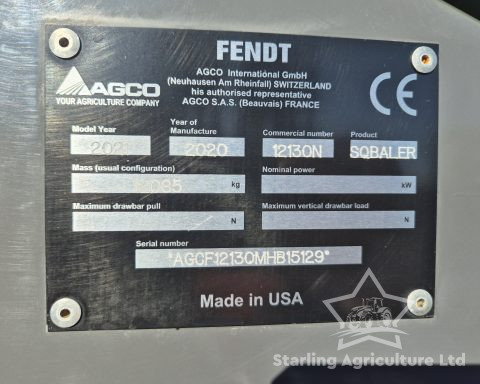 FENDT
AGCO
YOUR AGRICULTURE COMPANY
AGCO International GmbH
(Neuhausen Am Rheinfall) SWITZERLAND
his authorised representative
AGCO S.A.S. (Beauvais) FRANCE
CE
Model Year
Year of
Manufacture
Commercial number
Product
2021
2020
12130N
SQBALER
Mass (usual configuration)
Nominal power
kg
kW
Maximum drawbar pull
Maximum vertical drawbar load
N
N
Serial number
*AGCF12130MHB15129*
Made in USA
Starling Agriculture Ltd